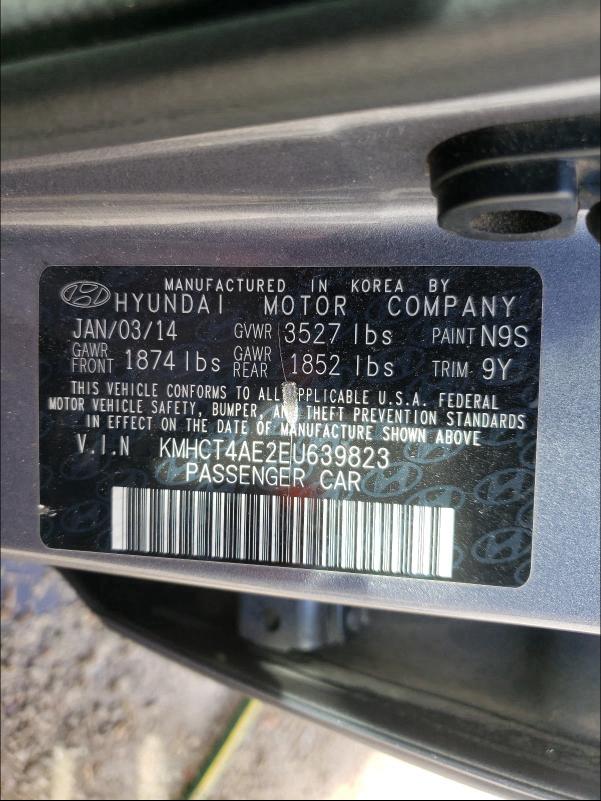 MANUFACTURED IN KOREA BY
HYUNDAI MOTOR COMPANY
JAN/03/14 GVWR 3527 lbs PAINT N9S
GAWR FRONT 1874 lbs GAWR REAR 1852 lbs TRIM 9Y
THIS VEHICLE CONFORMS TO ALL APPLICABLE U.S.A. FEDERAL
MOTOR VEHICLE SAFETY, BUMPER, AND THEFT PREVENTION STANDARDS
IN EFFECT ON THE DATE OF MANUFACTURE SHOWN ABOVE.
V.I.N KMHCT4AE2EU639823
PASSENGER CAR